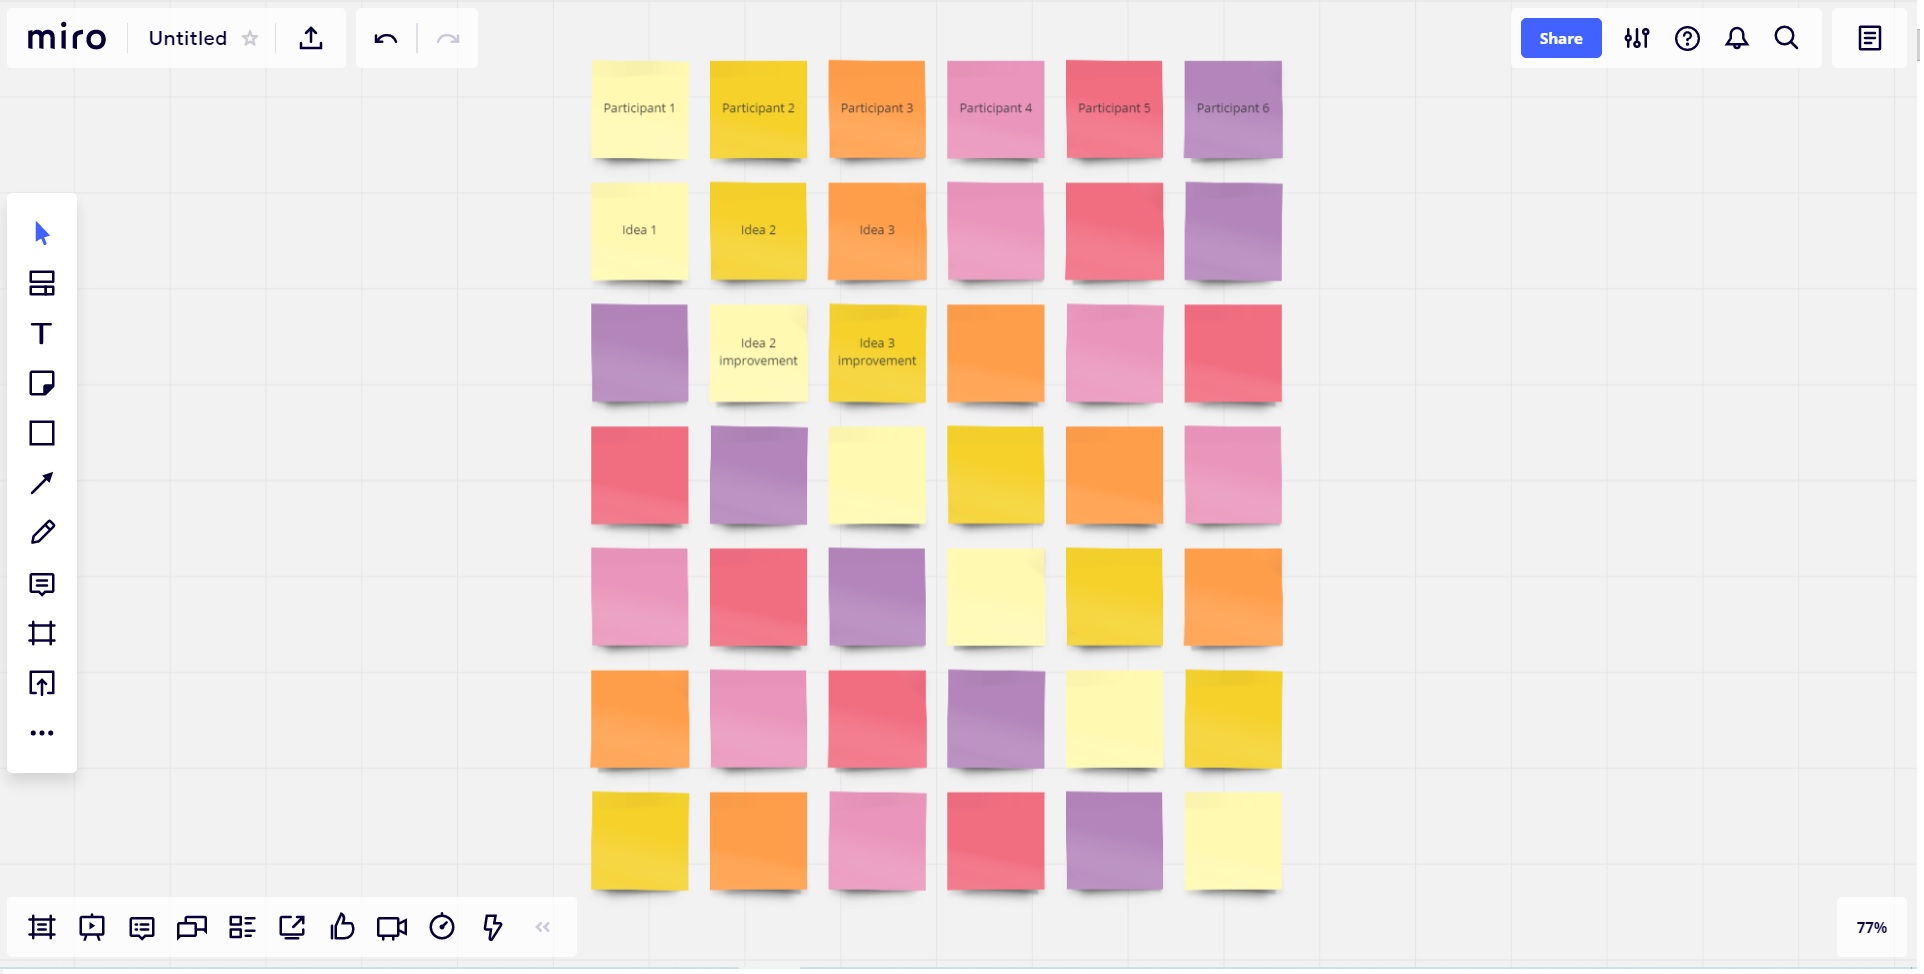 miro
Untitled
Share
Participant 1
Participant 2
Participant 3
Participant 4
Participant 5
Participant 6
Idea 1
Idea 2
Idea 3
Idea 2
improvement
Idea 3
improvement
77%